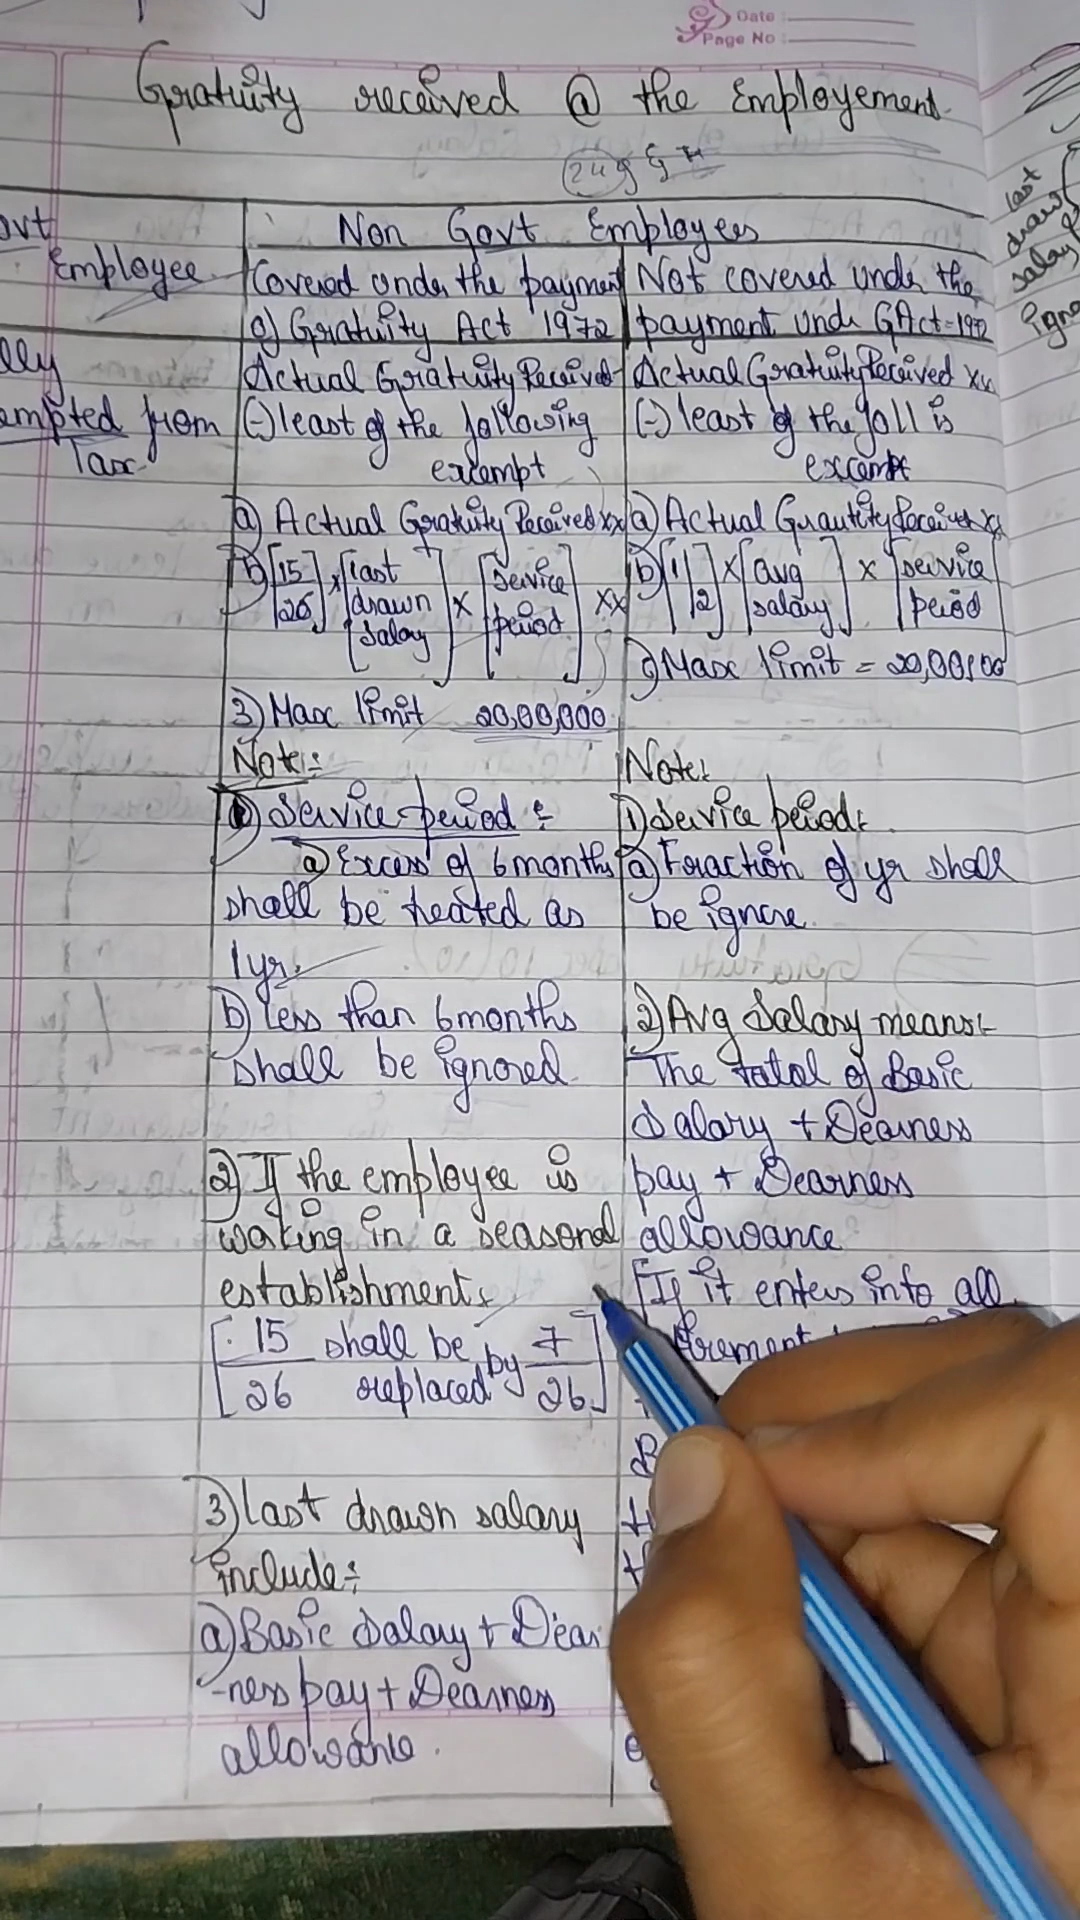 Date :
Page No :
Gratuity received @ the Employement
last
drawn
salary
Non Govt Employees
Employee
Covered under the payment
of Gratuity Act 1972
Not covered under the
payment unde GAct=1972
from
Tax
Actual Gratuity Received
(-) least of the following
excempt
a) Actual Gratuity Received xx
b) [15/26] x [last drawn salary] x [service period] xx
3) Max limit 20,00,000
Note:
1) Service period :
a) Excess of 6 months
shall be treated as
1yr.
b) Less than 6 months
shall be ignored
2) If the employee is
working in a seasonal
establishment
[15/26 shall be replaced by 7/26]
3) Last drawn salary
include:
a) Basic Salary + Dear
-ness pay + Dearness
allowance.
Actual Gratuity Received xx
(-) least of the foll is
excempt
a) Actual Gratuity Received xx
b) [1/2] x [avg salary] x [service period]
Max limit = 20,00,000
Note:
1) Service period:
a) Fraction of yr shall
be ignore.
2) Avg Salary means:-
The total of Basic
Salary + Dearness
pay + Dearness
allowance
[If it enters into all